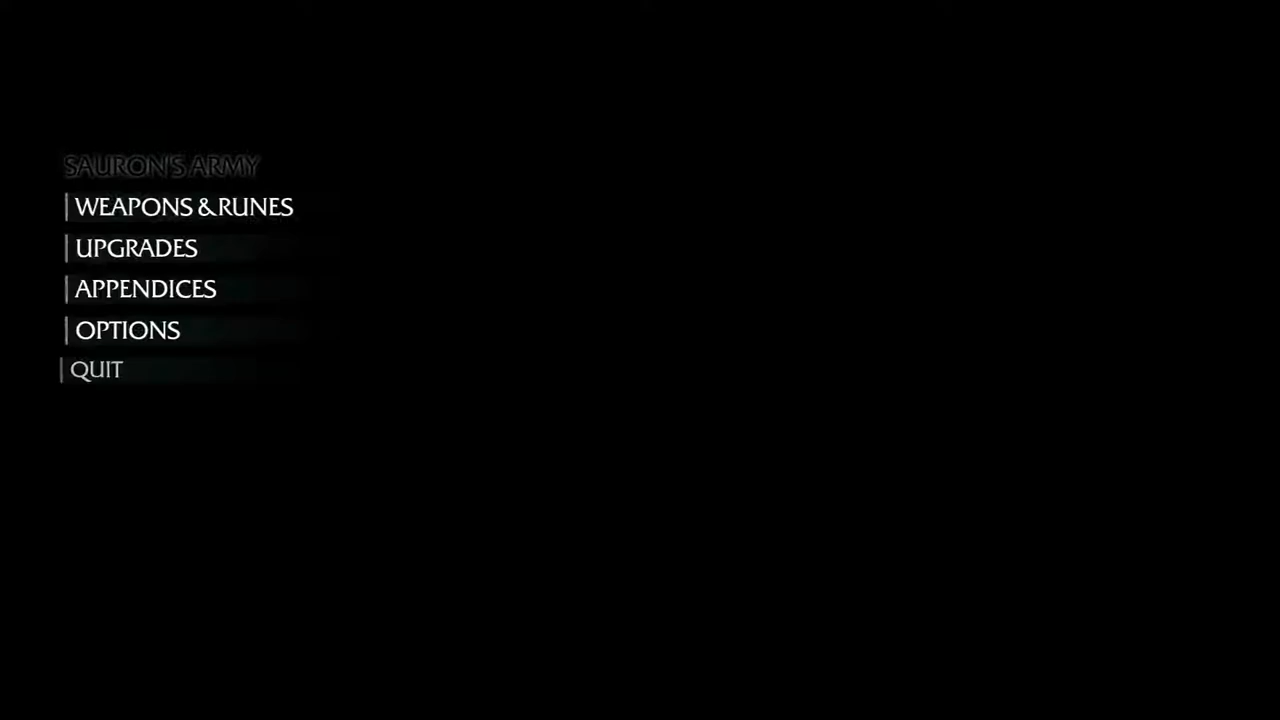 SAURON'S ARMY
WEAPONS & RUNES
UPGRADES
APPENDICES
OPTIONS
QUIT